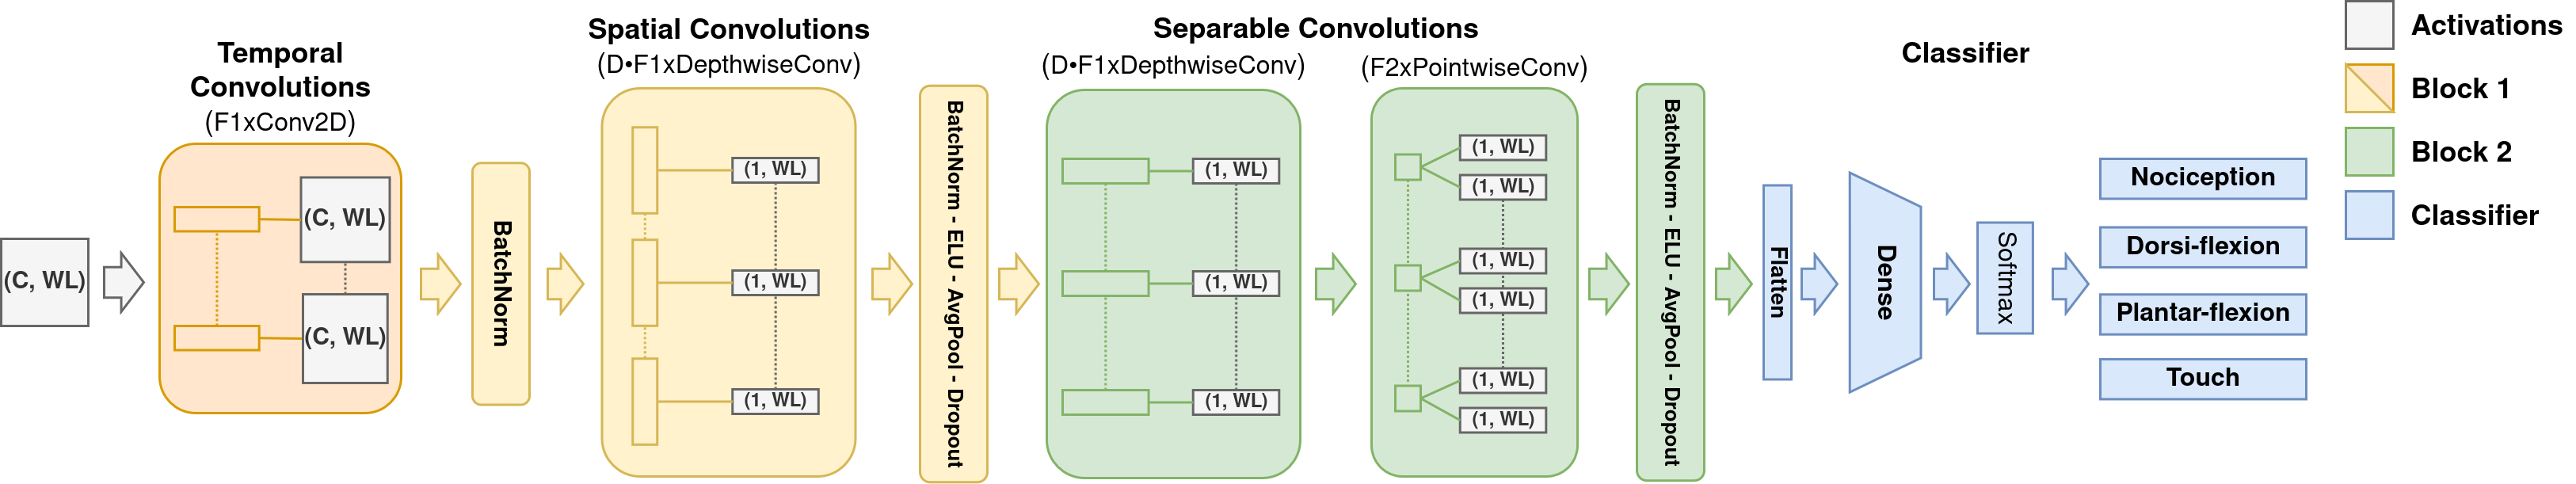 (C, WL)
Temporal
Convolutions
(F1xConv2D)
(C, WL)
(C, WL)
BatchNorm
Spatial Convolutions
(D•F1xDepthwiseConv)
(1, WL)
(1, WL)
(1, WL)
BatchNorm - ELU - AvgPool - Dropout
Separable Convolutions
(D•F1xDepthwiseConv)
(1, WL)
(1, WL)
(1, WL)
(F2xPointwiseConv)
(1, WL)
(1, WL)
(1, WL)
(1, WL)
(1, WL)
(1, WL)
BatchNorm - ELU - AvgPool - Dropout
Classifier
Flatten
Dense
Softmax
Nociception
Dorsi-flexion
Plantar-flexion
Touch
Activations
Block 1
Block 2
Classifier